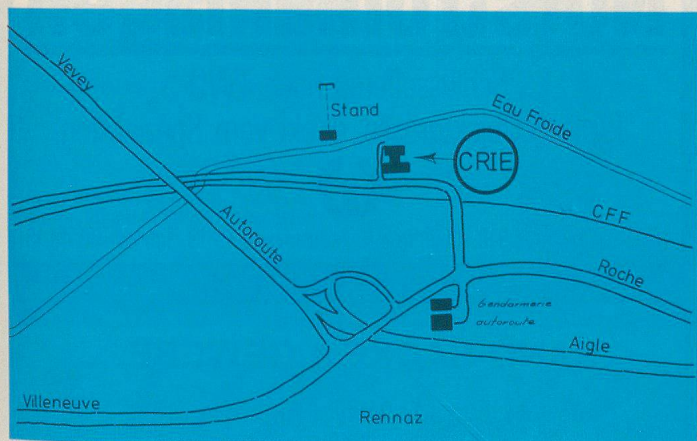 Vevey
Stand
Eau Froide
CRIE
CFF
Autoroute
Roche
Gendarmerie
autoroute
Aigle
Villeneuve
Rennaz